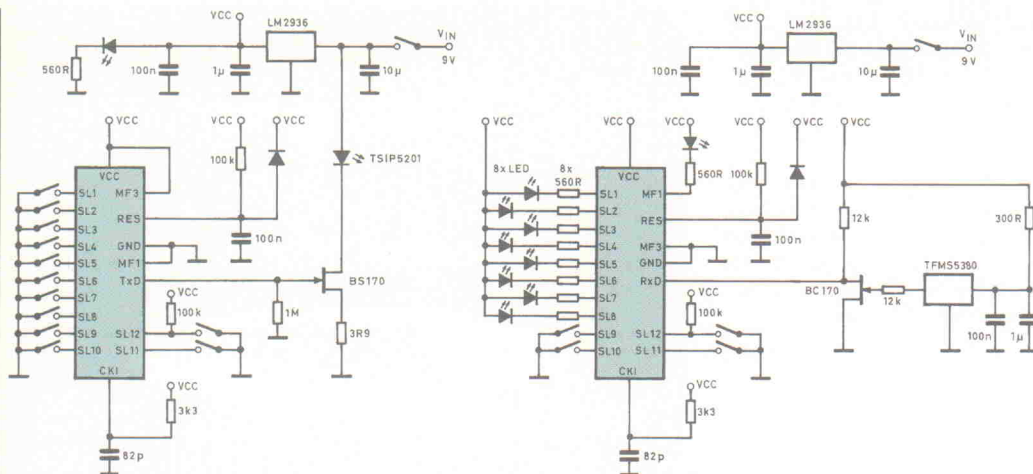 VCC
LM2936
VIN
9V
560R
100n
1µ
10µ
VCC
VCC
VCC
TSIP5201
100k
VCC
SL1
MF3
SL2
SL3
RES
SL4
GND
100n
SL5
MF1
SL6
TxD
BS170
SL7
VCC
1M
SL8
100k
SL9
SL12
3R9
SL10
SL11
CKI
VCC
3k3
82p
VCC
LM2936
VIN
9V
100n
1µ
10µ
VCC
VCC
VCC
VCC
VCC
VCC
8xLED
8x
560R
VCC
560R
100k
SL1
MF1
SL2
SL3
RES
12k
300R
SL4
MF3
100n
SL5
GND
TFMS5380
SL6
RxD
BC170
12k
SL7
VCC
SL8
100k
SL9
SL12
100n
1µ
SL10
SL11
CKI
VCC
3k3
82p